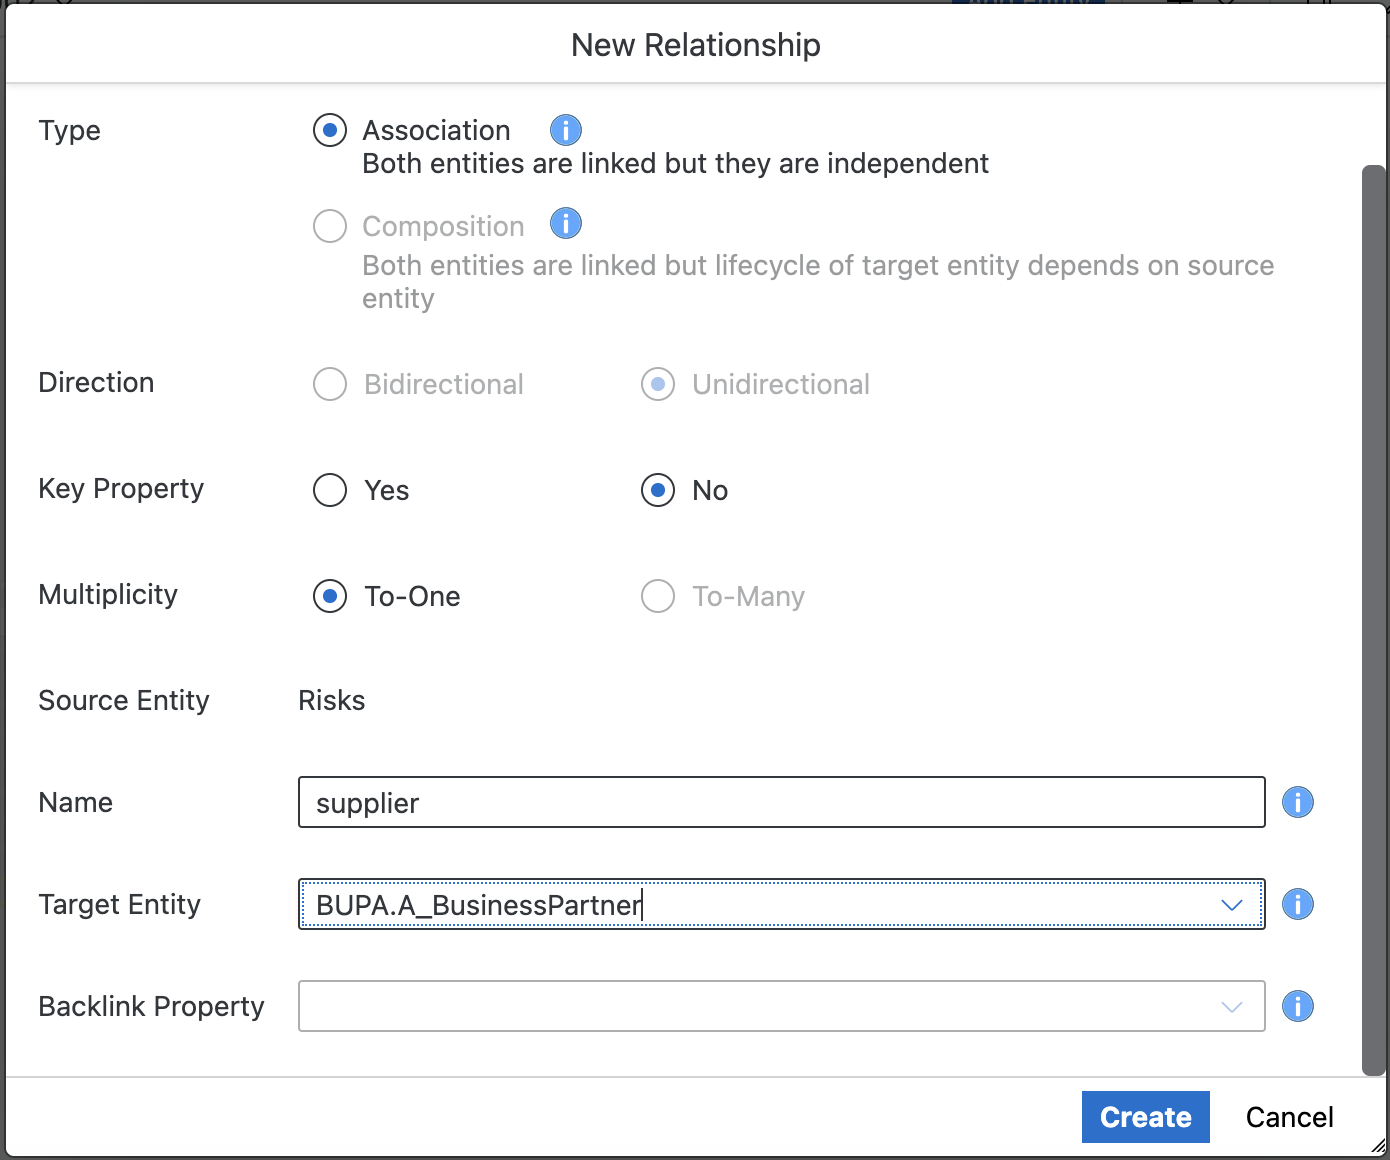 New Relationship
Type
Association
Both entities are linked but they are independent
Composition
Both entities are linked but lifecycle of target entity depends on source
entity
Direction
Bidirectional
Unidirectional
Key Property
Yes
No
Multiplicity
To-One
To-Many
Source Entity
Risks
Name
supplier
Target Entity
BUPA.A_BusinessPartner
Backlink Property
Create
Cancel